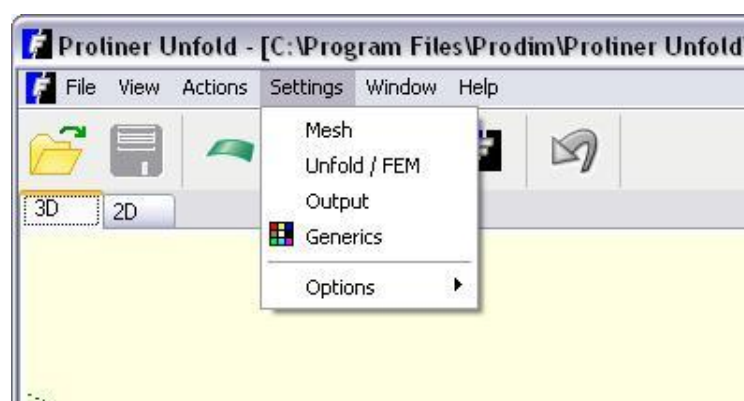 Proliner Unfold - [C:\Program Files\Prodim\Proliner Unfold
File View Actions Settings Window Help
Mesh
Unfold / FEM
Output
Generics
Options
3D 2D